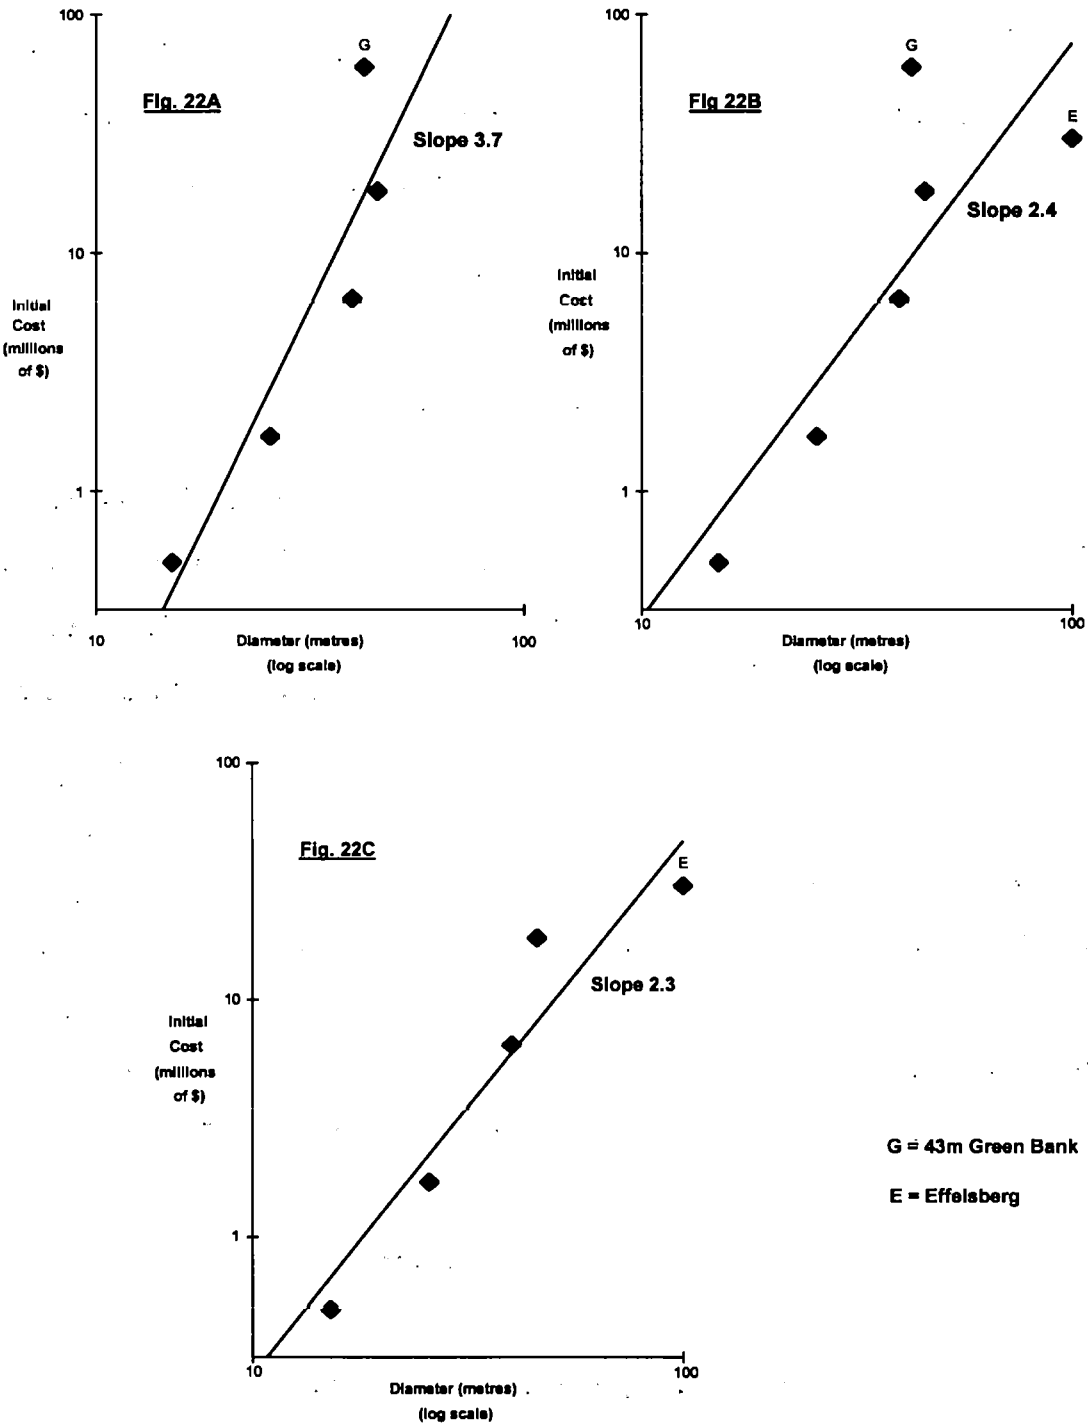 100
G
Fig. 22A
Slope 3.7
10
Initial
Cost
(millions
of $)
1
10
100
Diameter (metres)
(log scale)
100
G
Fig 22B
E
Slope 2.4
10
Initial
Cost
(millions
of $)
1
10
100
Diameter (metres)
(log scale)
100
Fig. 22C
E
Slope 2.3
10
Initial
Cost
(millions
of $)
1
10
100
Diameter (metres)
(log scale)
G = 43m Green Bank
E = Effelsberg